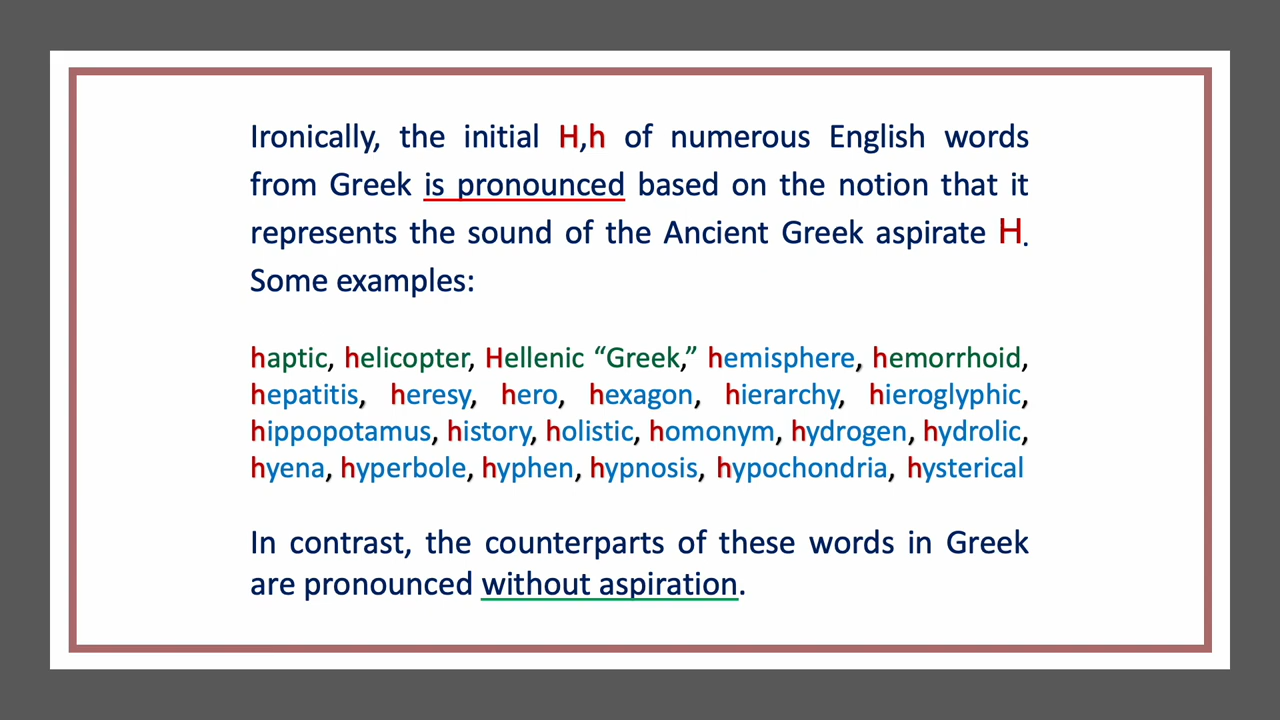 Ironically, the initial H,h of numerous English words
from Greek is pronounced based on the notion that it
represents the sound of the Ancient Greek aspirate H.
Some examples:
haptic, helicopter, Hellenic “Greek,” hemisphere, hemorrhoid,
hepatitis, heresy, hero, hexagon, hierarchy, hieroglyphic,
hippopotamus, history, holistic, homonym, hydrogen, hydrolic,
hyena, hyperbole, hyphen, hypnosis, hypochondria, hysterical
In contrast, the counterparts of these words in Greek
are pronounced without aspiration.